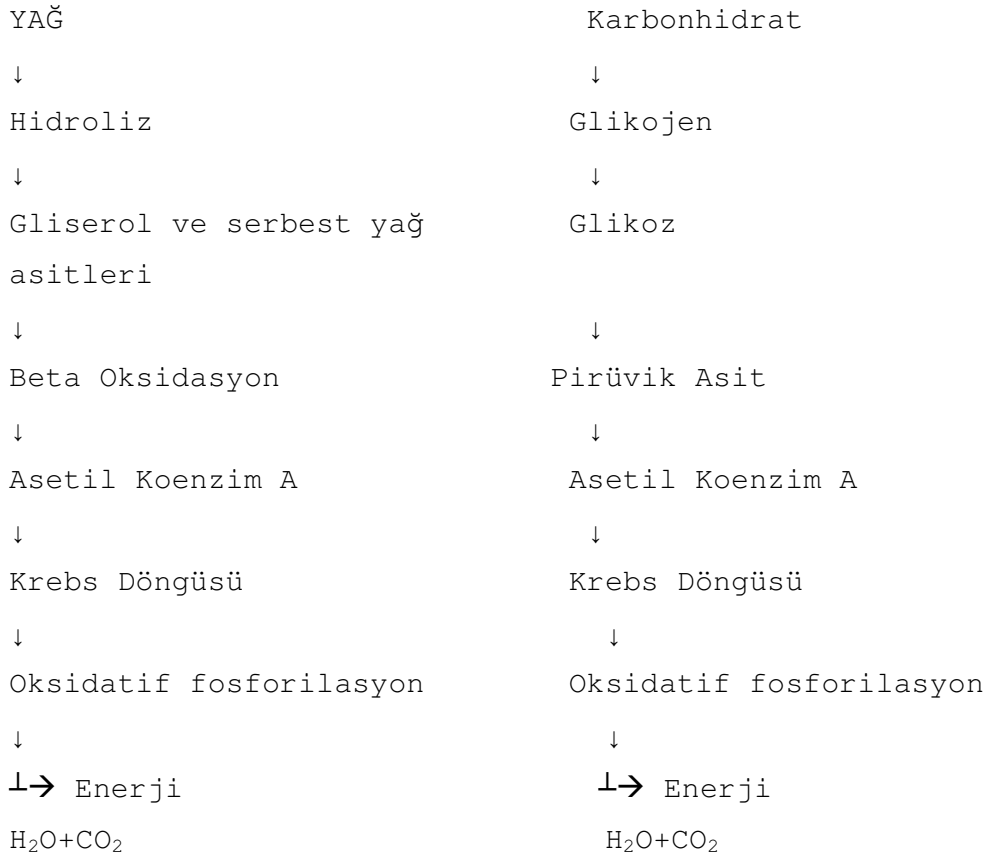 YAĞ Karbonhidrat
↓ ↓
Hidroliz Glikojen
↓ ↓
Gliserol ve serbest yağ Glikoz
asitleri
↓ ↓
Beta Oksidasyon Pirüvik Asit
↓ ↓
Asetil Koenzim A Asetil Koenzim A
↓ ↓
Krebs Döngüsü Krebs Döngüsü
↓ ↓
Oksidatif fosforilasyon Oksidatif fosforilasyon
↓ ↓
┴→ Enerji ┴→ Enerji
H₂O+CO₂ H₂O+CO₂